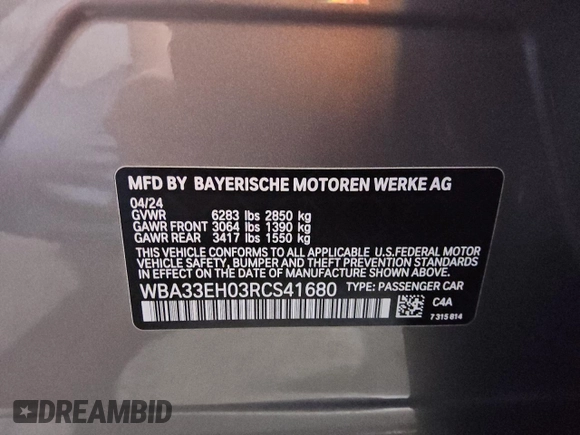 MFD BY BAYERISCHE MOTOREN WERKE AG
04/24
GVWR 6283 lbs 2850 kg
GAWR FRONT 3064 lbs 1390 kg
GAWR REAR 3417 lbs 1550 kg
THIS VEHICLE CONFORMS TO ALL APPLICABLE U.S.FEDERAL MOTOR
VEHICLE SAFETY, BUMPER AND THEFT PREVENTION STANDARDS
IN EFFECT ON THE DATE OF MANUFACTURE SHOWN ABOVE.
WBA33EH03RCS41680 TYPE: PASSENGER CAR
C4A
7 315 814
DREAMBID